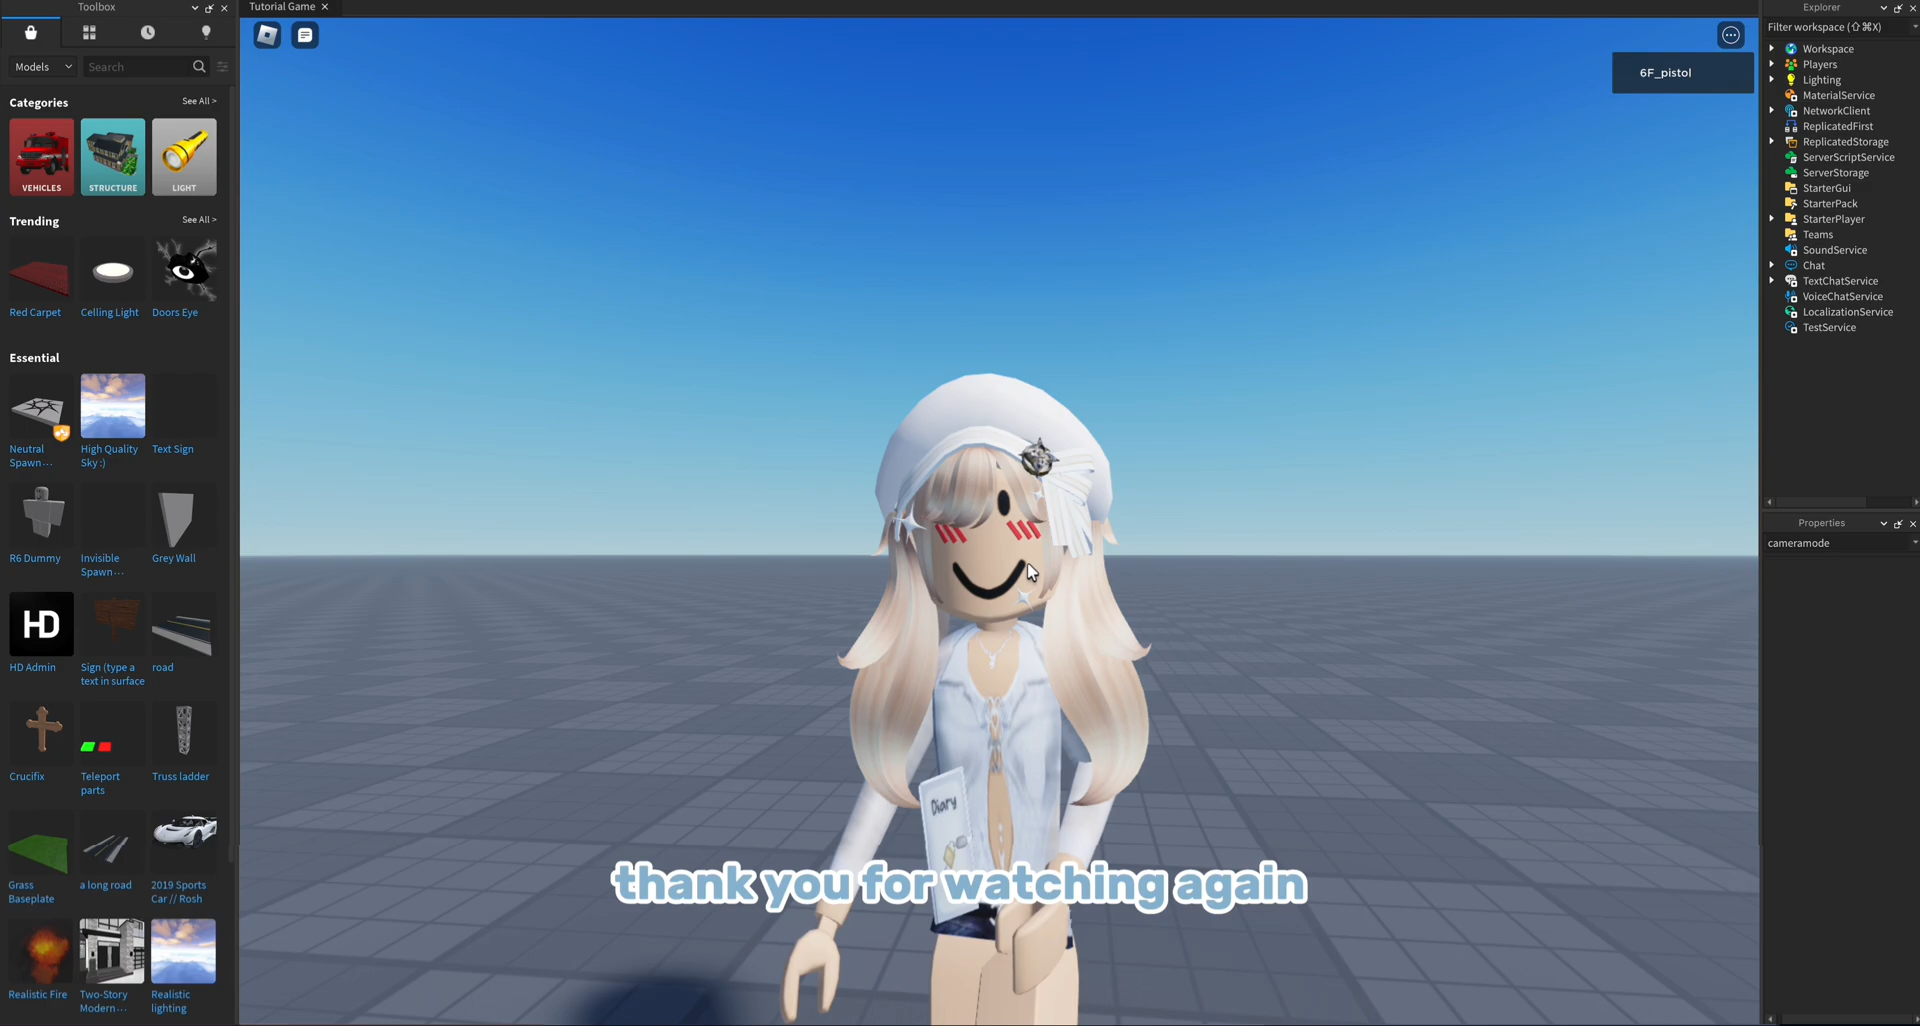 Toolbox
Tutorial Game
Explorer
Models
Search
Filter workspace (⇧⌘X)
6F_pistol
Categories
See All >
VEHICLES
STRUCTURE
LIGHT
Trending
See All >
Red Carpet
Celling Light
Doors Eye
Essential
Neutral
Spawn...
High Quality
Sky :)
Text Sign
R6 Dummy
Invisible
Spawn...
Grey Wall
HD
HD Admin
Sign (type a
text in surface
road
Crucifix
Teleport
parts
Truss ladder
Grass
Baseplate
a long road
2019 Sports
Car // Rosh
Realistic Fire
Two-Story
Modern...
Realistic
lighting
Diary
thank you for watching again
Workspace
Players
Lighting
MaterialService
NetworkClient
ReplicatedFirst
ReplicatedStorage
ServerScriptService
ServerStorage
StarterGui
StarterPack
StarterPlayer
Teams
SoundService
Chat
TextChatService
VoiceChatService
LocalizationService
TestService
Properties
cameramode